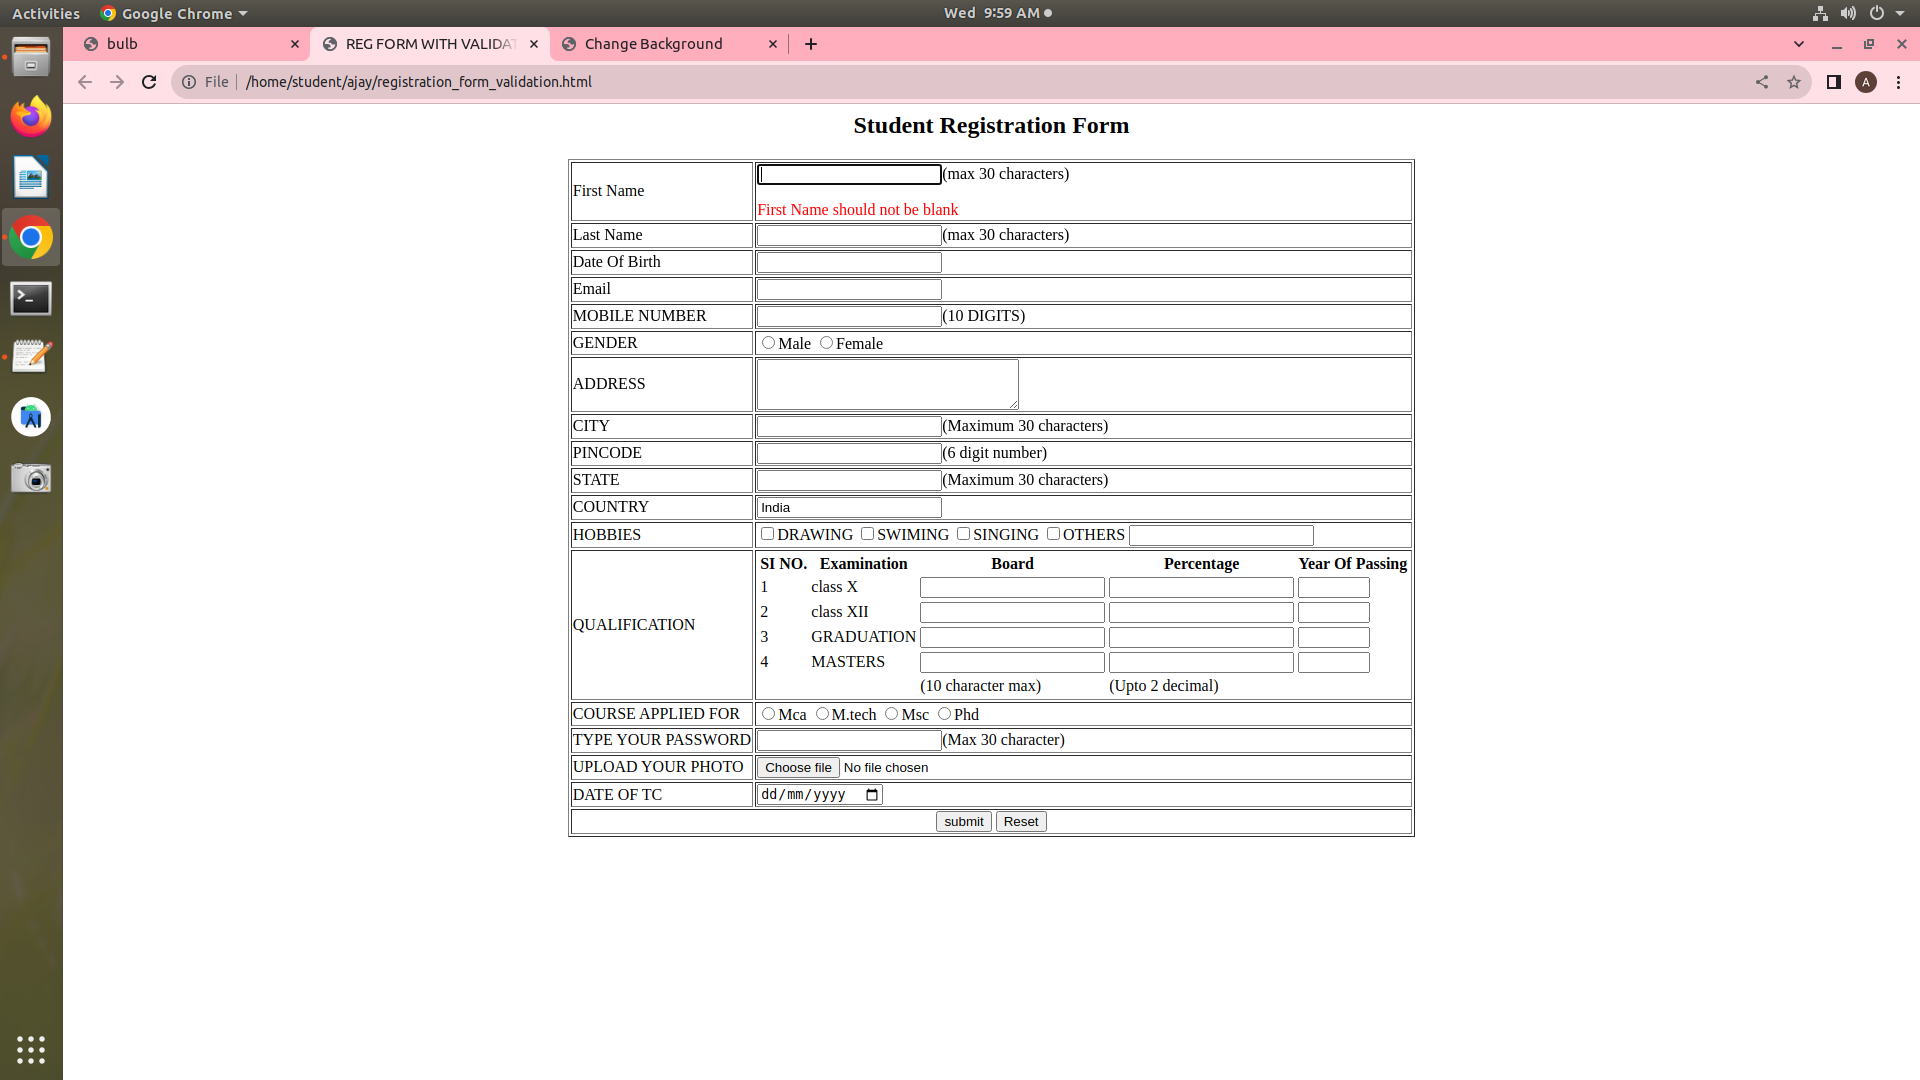 Activities Google Chrome Wed 9:59 AM
bulb REG FORM WITH VALIDAT Change Background
File /home/student/ajay/registration_form_validation.html A
Student Registration Form
First Name (max 30 characters)
First Name should not be blank
Last Name (max 30 characters)
Date Of Birth
Email
MOBILE NUMBER (10 DIGITS)
GENDER Male Female
ADDRESS
CITY (Maximum 30 characters)
PINCODE (6 digit number)
STATE (Maximum 30 characters)
COUNTRY India
HOBBIES DRAWING SWIMING SINGING OTHERS
SI NO. Examination Board Percentage Year Of Passing
1 class X
2 class XII
QUALIFICATION
3 GRADUATION
4 MASTERS
(10 character max) (Upto 2 decimal)
COURSE APPLIED FOR Mca M.tech Msc Phd
TYPE YOUR PASSWORD (Max 30 character)
UPLOAD YOUR PHOTO Choose file No file chosen
DATE OF TC dd/mm/yyyy
submit Reset